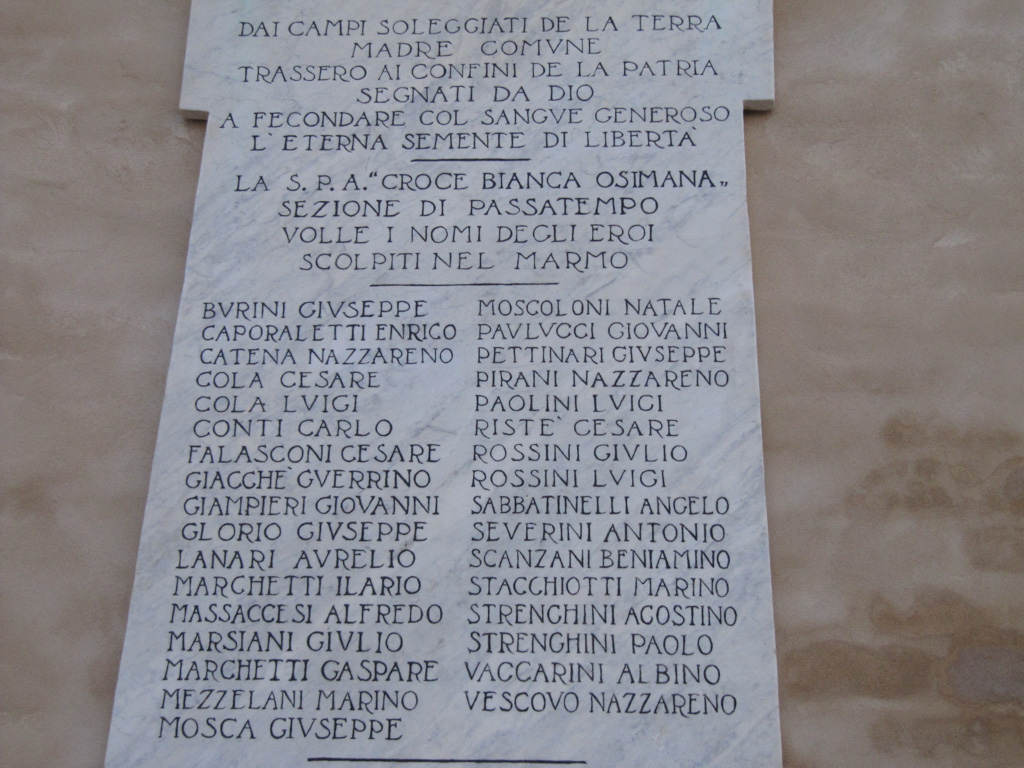 DAI CAMPI SOLEGGIATI DE LA TERRA
MADRE COMVNE
TRASSERO AI CONFINI DE LA PATRIA
SEGNATI DA DIO
A FECONDARE COL SANGVE GENEROSO
L'ETERNA SEMENTE DI LIBERTÀ
LA S. P. A. "CROCE BIANCA OSIMANA„
SEZIONE DI PASSATEMPO
VOLLE I NOMI DEGLI EROI
SCOLPITI NEL MARMO
BVRINI GIVSEPPE
CAPORALETTI ENRICO
CATENA NAZZARENO
COLA CESARE
COLA LVIGI
CONTI CARLO
FALASCONI CESARE
GIACCHÈ GVERRINO
GIAMPIERI GIOVANNI
GLORIO GIVSEPPE
LANARI AVRELIO
MARCHETTI ILARIO
MASSACCESI ALFREDO
MARSIANI GIVLIO
MARCHETTI GASPARE
MEZZELANI MARINO
MOSCA GIVSEPPE
MOSCOLONI NATALE
PAVLVCCI GIOVANNI
PETTINARI GIVSEPPE
PIRANI NAZZARENO
PAOLINI LVIGI
RISTÈ CESARE
ROSSINI GIVLIO
ROSSINI LVIGI
SABBATINELLI ANGELO
SEVERINI ANTONIO
SCANZANI BENIAMINO
STACCHIOTTI MARINO
STRENGHINI AGOSTINO
STRENGHINI PAOLO
VACCARINI ALBINO
VESCOVO NAZZARENO